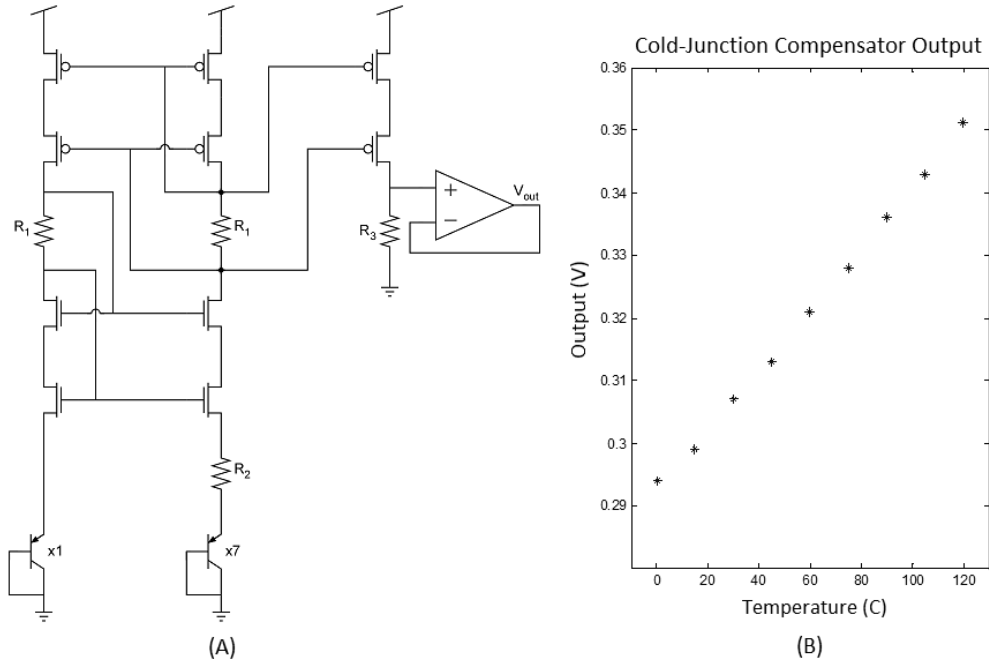 R1
R1
R3
Vout
+
−
R2
x1
x7
(A)
Cold-Junction Compensator Output
0.36
0.35
0.34
0.33
0.32
0.31
0.3
0.29
Output (V)
0 20 40 60 80 100 120
Temperature (C)
(B)